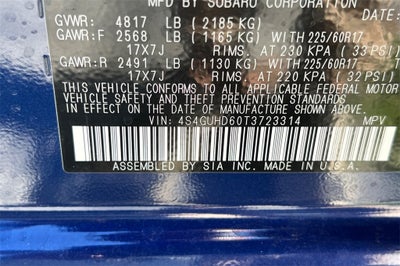 MFD BY SUBARU CORPORATION DATE:
GVWR: 4817 LB (2185 KG)
GAWR:F 2568 LB (1165 KG) WITH 225/60R17
17X7J RIMS. AT 230 KPA (33 PSI)
GAWR:R 2491 LB (1130 KG) WITH 225/60R17
17X7J RIMS. AT 220 KPA (32 PSI)
THIS VEHICLE CONFORMS TO ALL APPLICABLE FEDERAL MOTOR
VEHICLE SAFETY AND THEFT PREVENTION STANDARDS
IN EFFECT ON THE DATE OF MANUFACTURE SHOWN ABOVE.
VIN: 4S4GUHD60T3723314 MPV
ASSEMBLED BY SIA INC. MADE IN U.S.A.